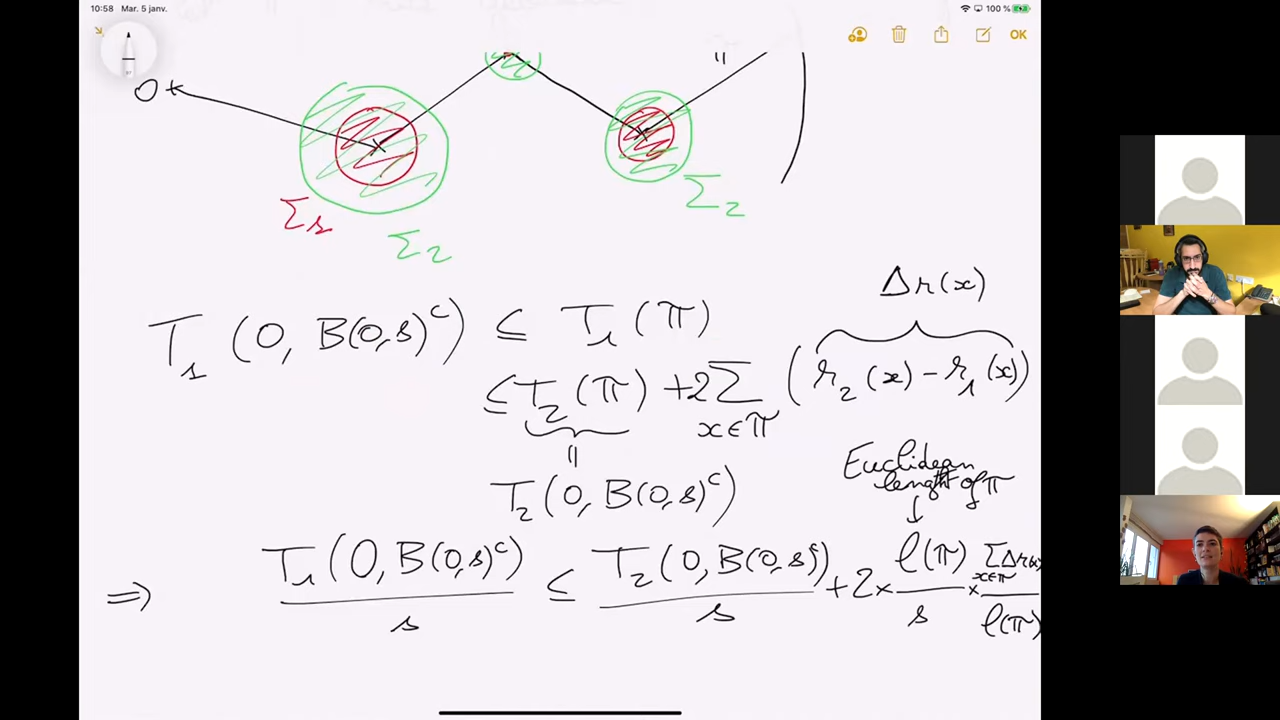 10:58 Mar. 5 janv.
100 %
OK
0
Σ₁
Σ₂
Σ₂
Δr(x)
T₁ (0, B(0,s)ᶜ) ≤ T₁ (π)
≤ T₂ (π) + 2 Σ_{x∈π} (r₂(x) − r₁(x))
||
T₂ (0, B(0,s)ᶜ)
Euclidean
length of π
↓
⇒ T₁ (0, B(0,s)ᶜ) / s ≤ T₂ (0, B(0,s)ᶜ) / s + 2 × ℓ(π) / s × Σ_{x∈π} Δr(x) / ℓ(π)